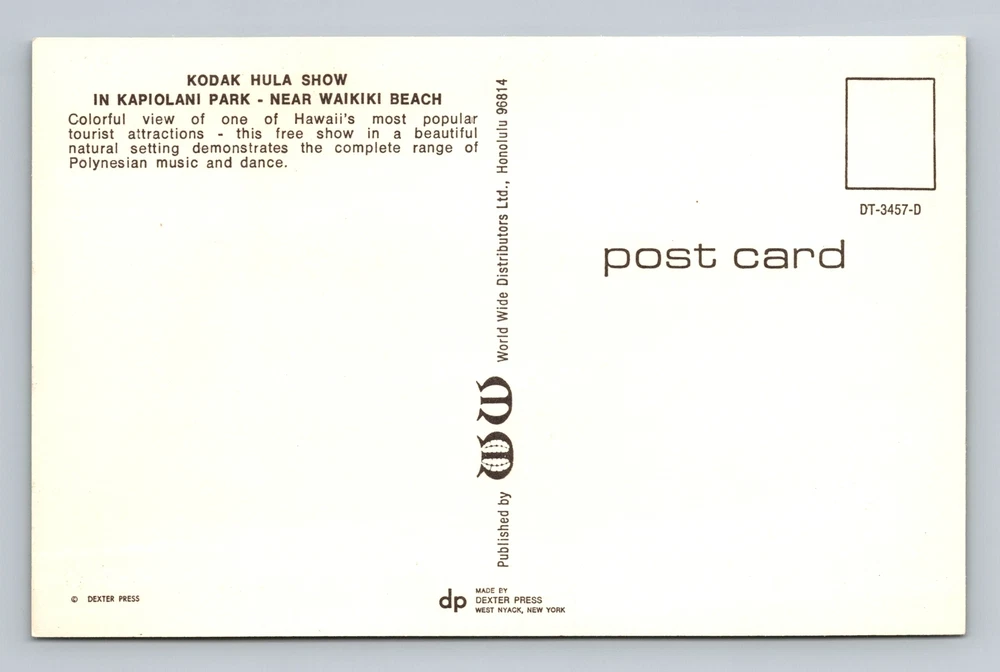 KODAK HULA SHOW
IN KAPIOLANI PARK - NEAR WAIKIKI BEACH
Colorful view of one of Hawaii's most popular
tourist attractions - this free show in a beautiful
natural setting demonstrates the complete range of
Polynesian music and dance.
© DEXTER PRESS
Published by WW World Wide Distributors Ltd., Honolulu 96814
dp
MADE BY
DEXTER PRESS
WEST NYACK, NEW YORK
DT-3457-D
post card